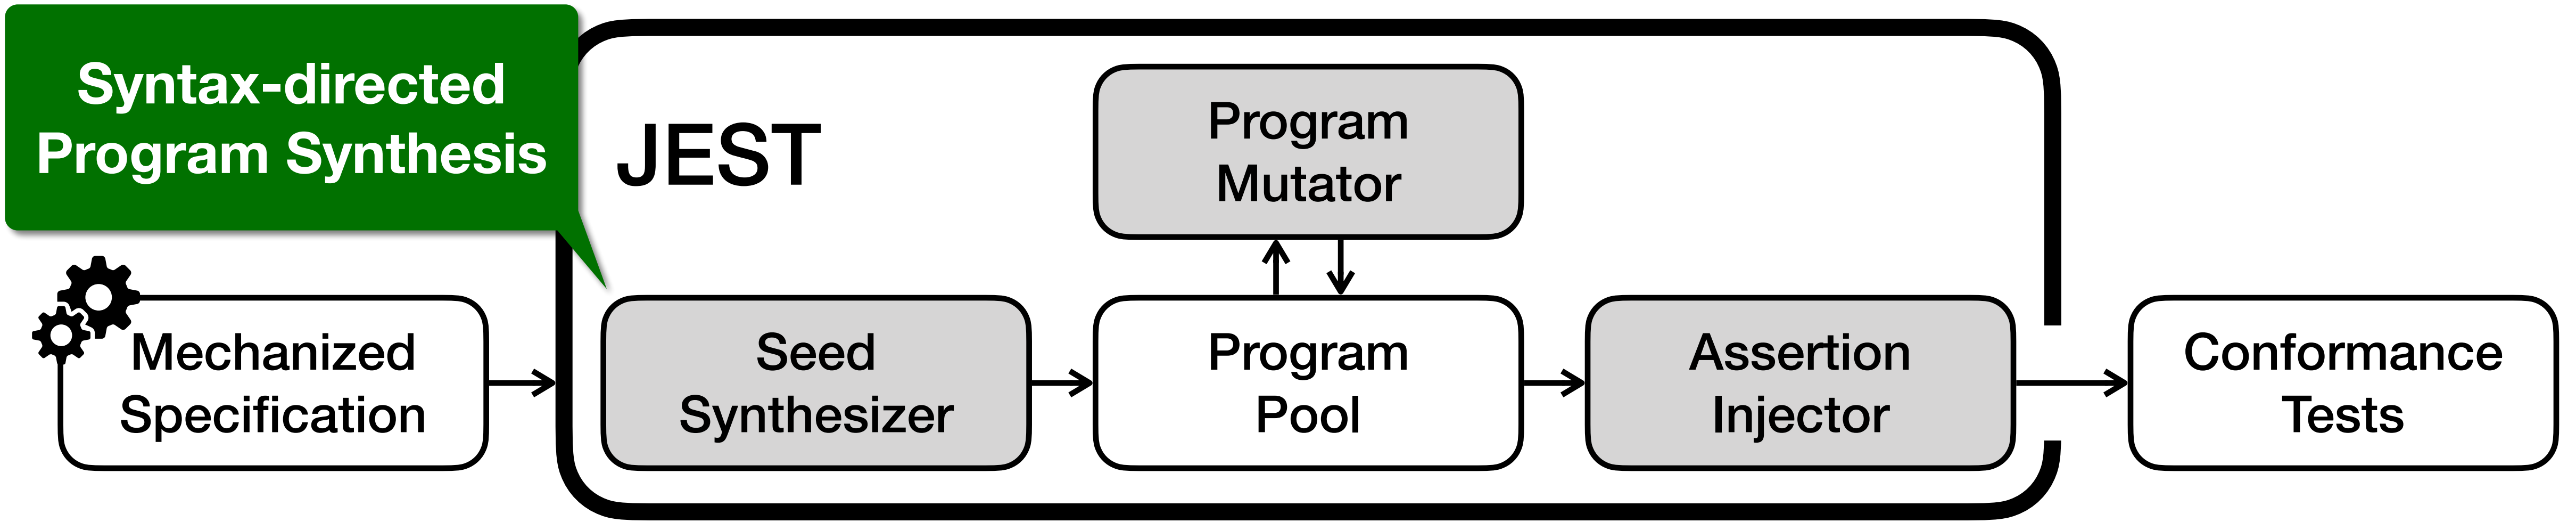 Syntax-directed
Program Synthesis
JEST
Program
Mutator
Mechanized
Specification
Seed
Synthesizer
Program
Pool
Assertion
Injector
Conformance
Tests